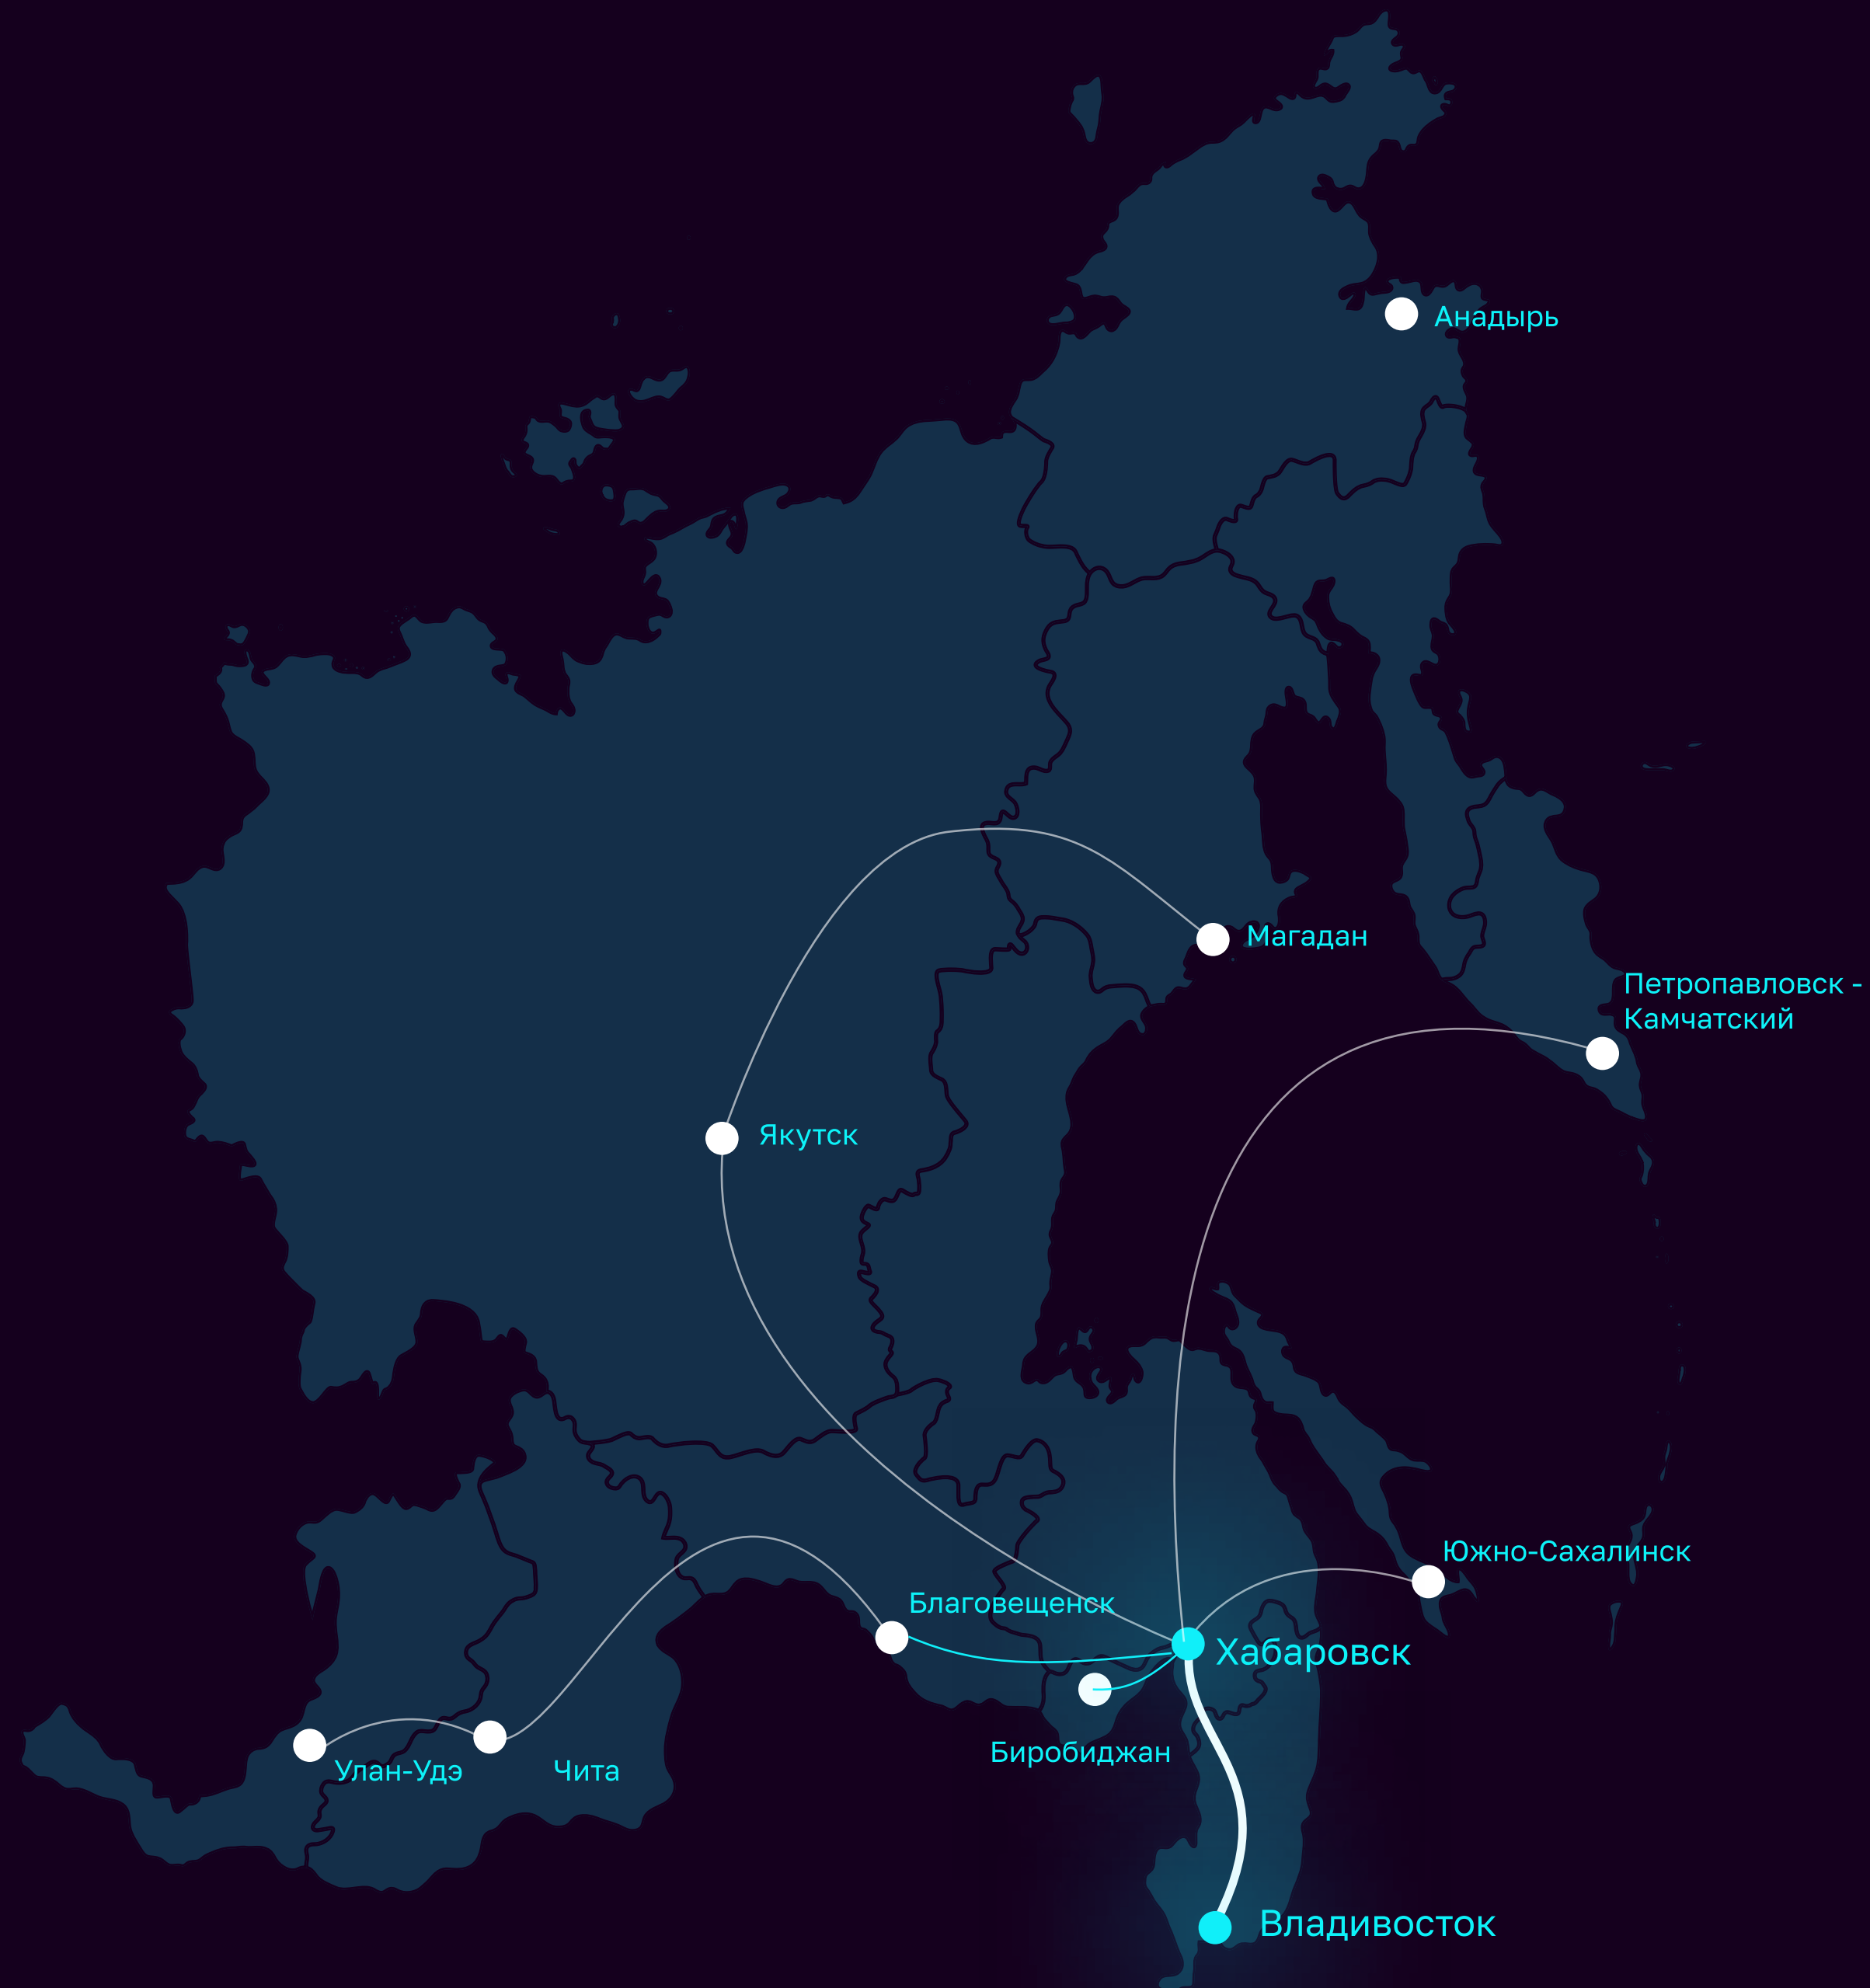 Анадырь
Магадан
Петропавловск -
Камчатский
Якутск
Южно-Сахалинск
Благовещенск
Хабаровск
Биробиджан
Улан-Удэ
Чита
Владивосток